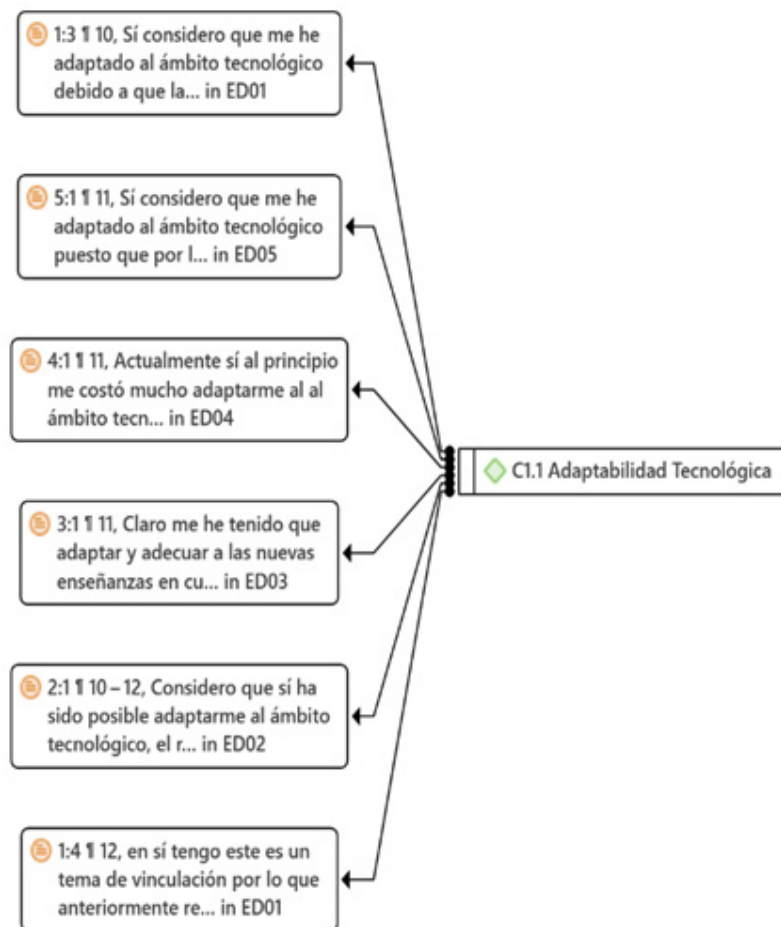 1:3 ¶ 10, Sí considero que me he
adaptado al ámbito tecnológico
debido a que la... in ED01
5:1 ¶ 11, Sí considero que me he
adaptado al ámbito tecnológico
puesto que por l... in ED05
4:1 ¶ 11, Actualmente sí al principio
me costó mucho adaptarme al al
ámbito tecn... in ED04
C1.1 Adaptabilidad Tecnológica
3:1 ¶ 11, Claro me he tenido que
adaptar y adecuar a las nuevas
enseñanzas en cu... in ED03
2:1 ¶ 10 – 12, Considero que sí ha
sido posible adaptarme al ámbito
tecnológico, el r... in ED02
1:4 ¶ 12, en sí tengo este es un
tema de vinculación por lo que
anteriormente re... in ED01